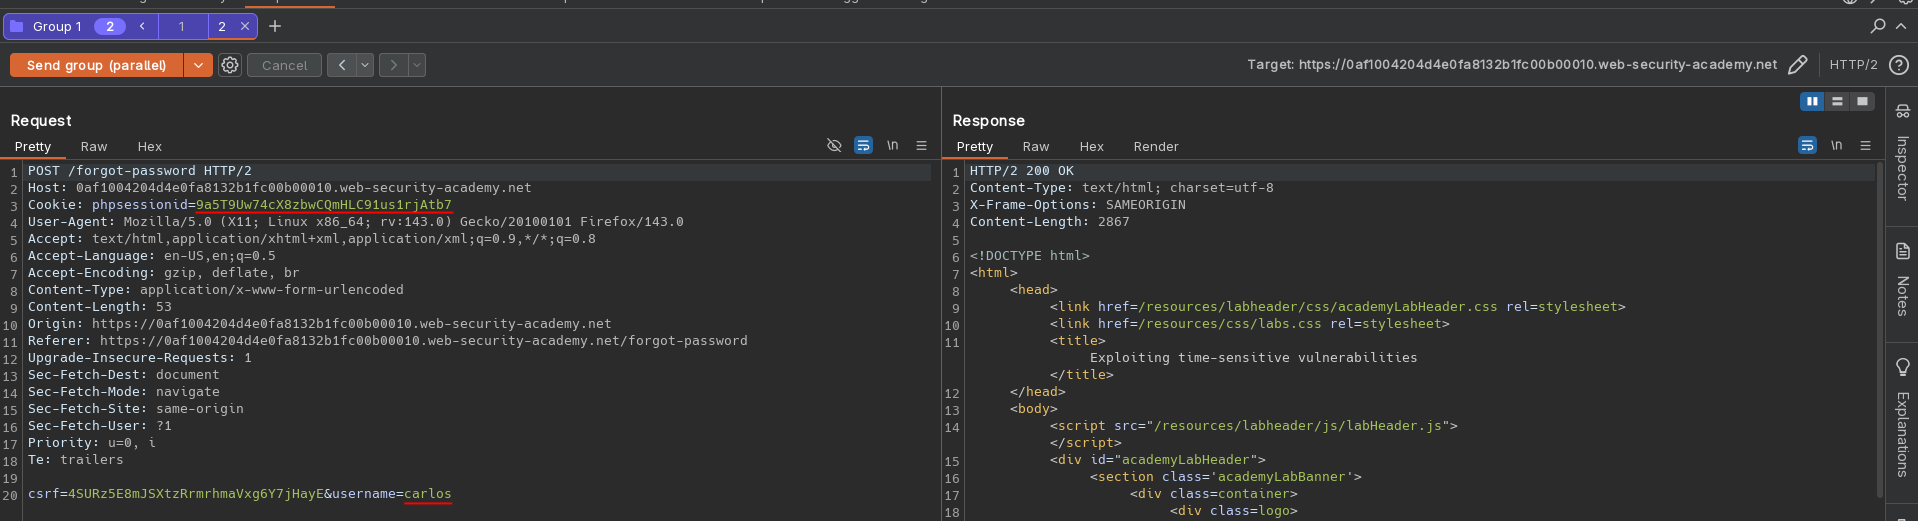 Group 1 2 1 2
Send group (parallel) Cancel Target: https://0af1004204d4e0fa8132b1fc00b00010.web-security-academy.net HTTP/2
Request
Pretty Raw Hex \n
1 POST /forgot-password HTTP/2
2 Host: 0af1004204d4e0fa8132b1fc00b00010.web-security-academy.net
3 Cookie: phpsessionid=9a5T9Uw74cX8zbwCQmHLC91us1rjAtb7
4 User-Agent: Mozilla/5.0 (X11; Linux x86_64; rv:143.0) Gecko/20100101 Firefox/143.0
5 Accept: text/html,application/xhtml+xml,application/xml;q=0.9,*/*;q=0.8
6 Accept-Language: en-US,en;q=0.5
7 Accept-Encoding: gzip, deflate, br
8 Content-Type: application/x-www-form-urlencoded
9 Content-Length: 53
10 Origin: https://0af1004204d4e0fa8132b1fc00b00010.web-security-academy.net
11 Referer: https://0af1004204d4e0fa8132b1fc00b00010.web-security-academy.net/forgot-password
12 Upgrade-Insecure-Requests: 1
13 Sec-Fetch-Dest: document
14 Sec-Fetch-Mode: navigate
15 Sec-Fetch-Site: same-origin
16 Sec-Fetch-User: ?1
17 Priority: u=0, i
18 Te: trailers
19
20 csrf=4SURz5E8mJSXtzRrmrhmaVxg6Y7jHayE&username=carlos
Response
Pretty Raw Hex Render \n
1 HTTP/2 200 OK
2 Content-Type: text/html; charset=utf-8
3 X-Frame-Options: SAMEORIGIN
4 Content-Length: 2867
5
6 <!DOCTYPE html>
7 <html>
8 <head>
9 <link href=/resources/labheader/css/academyLabHeader.css rel=stylesheet>
10 <link href=/resources/css/labs.css rel=stylesheet>
11 <title>
Exploiting time-sensitive vulnerabilities
</title>
12 </head>
13 <body>
14 <script src="/resources/labheader/js/labHeader.js">
</script>
15 <div id="academyLabHeader">
16 <section class='academyLabBanner'>
17 <div class=container>
18 <div class=logo>
Inspector
Notes
Explanations